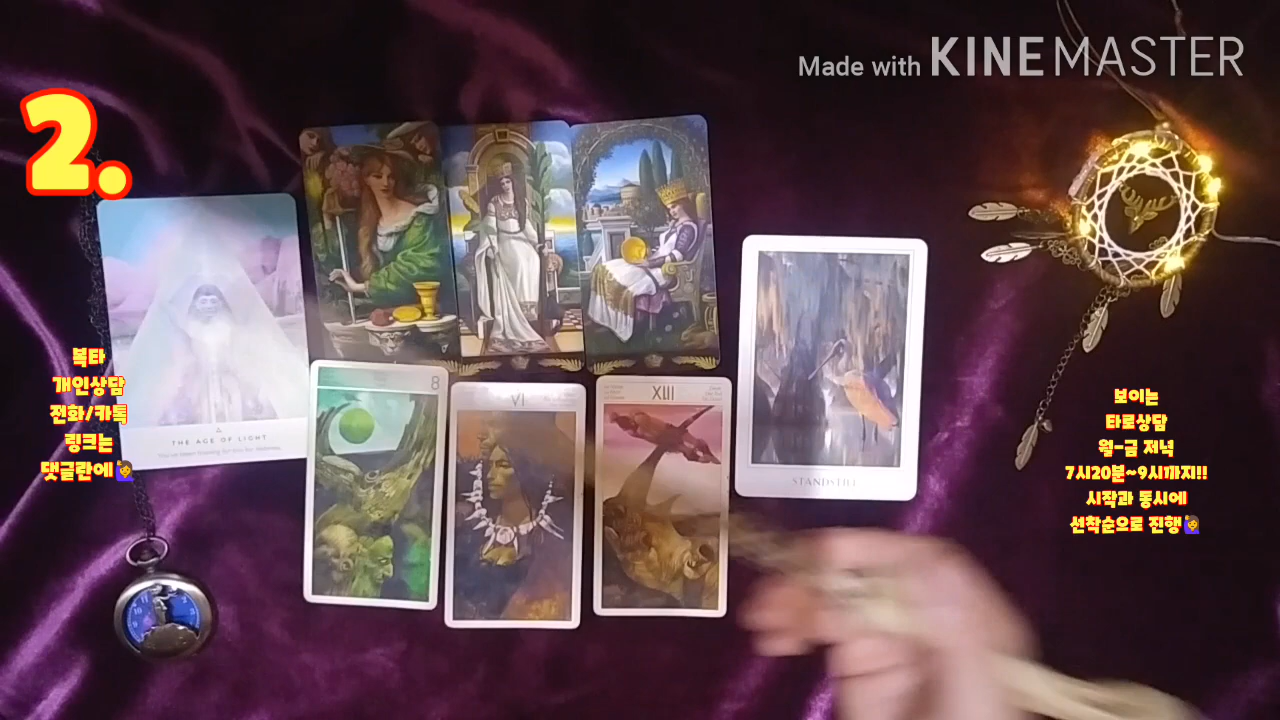 Made with KINEMASTER
2.
THE AGE OF LIGHT
복타
개인상담
전화/카톡
링크는
댓글란에🙋‍♀️
8
VI
XIII
STANDSTILL
보이는
타로상담
월-금 저녁
7시20분~9시까지!!
시작과 동시에
선착순으로 진행🙋‍♀️